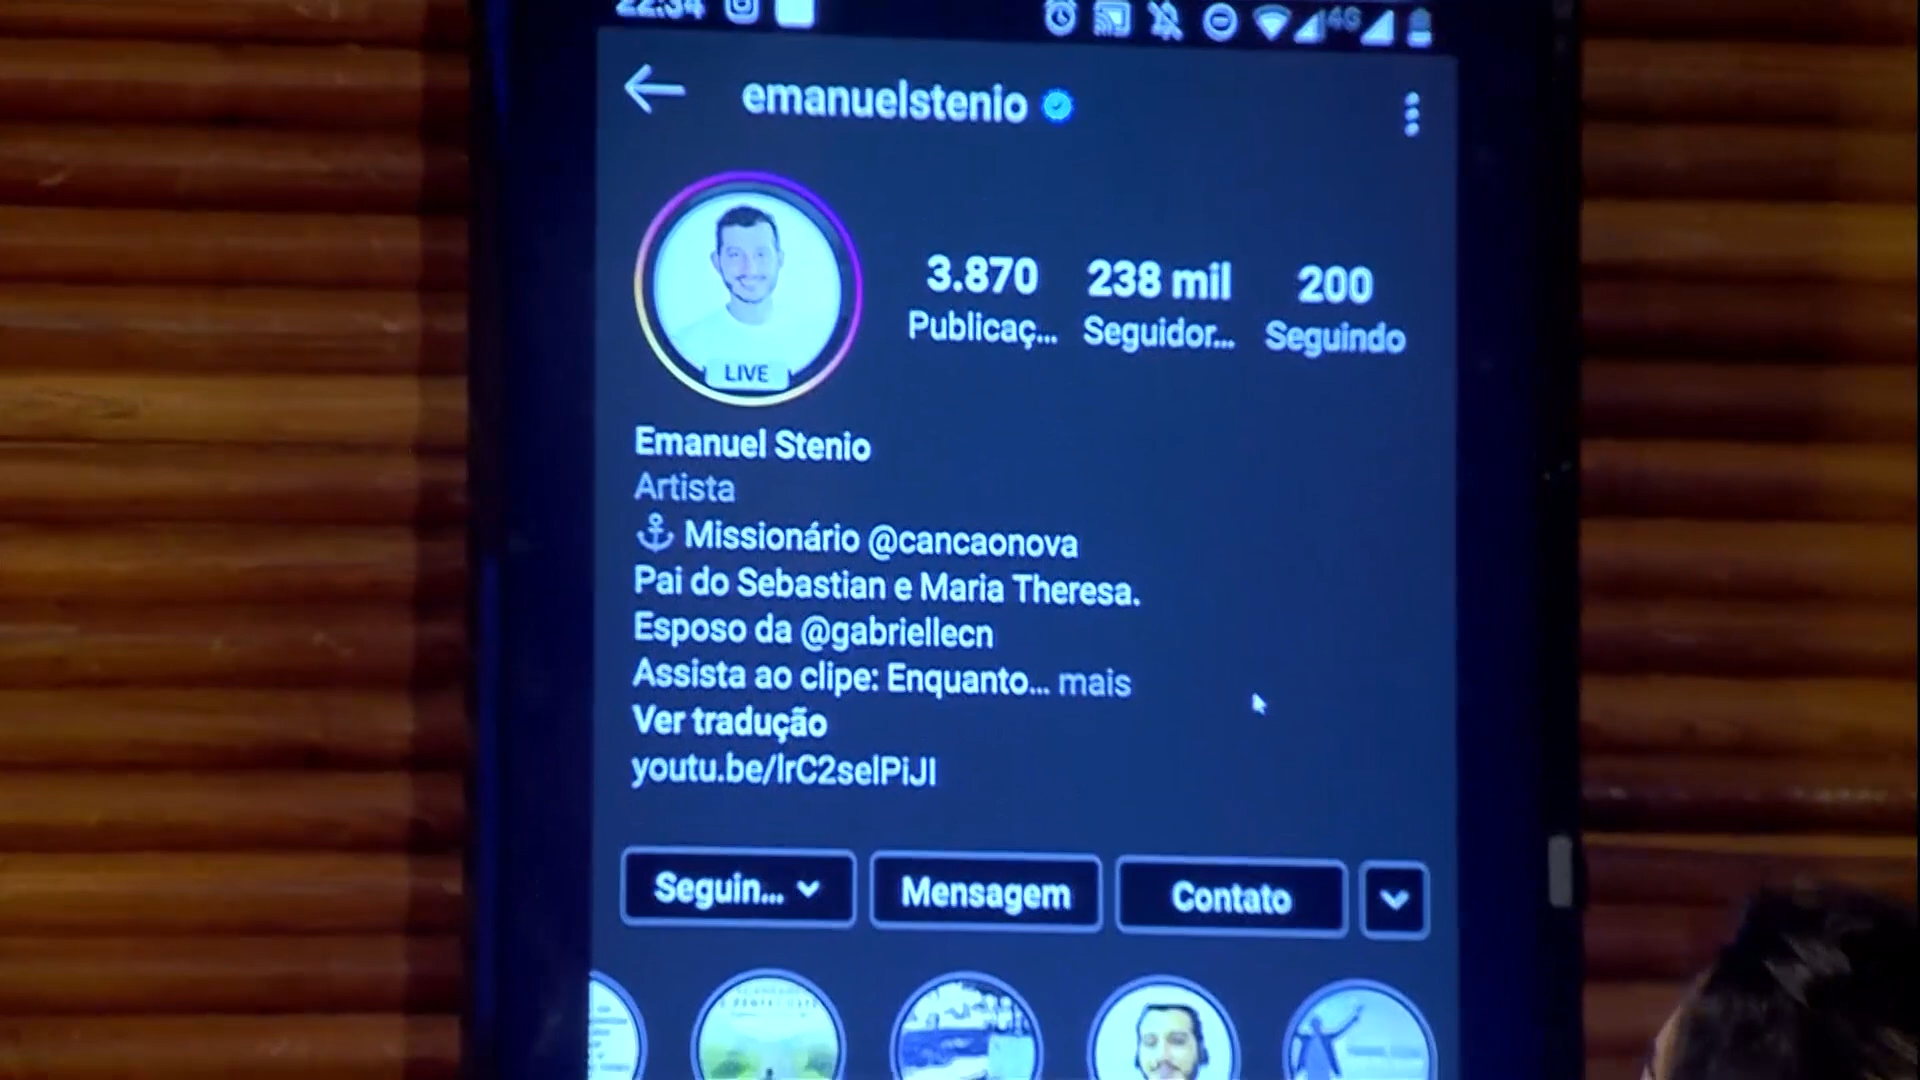 22:34
4G
emanuelstenio
3.870 238 mil 200
Publicaç... Seguidor... Seguindo
LIVE
Emanuel Stenio
Artista
⚓ Missionário @cancaonova
Pai do Sebastian e Maria Theresa.
Esposo da @gabriellecn
Assista ao clipe: Enquanto... mais
Ver tradução
youtu.be/lrC2selPiJI
Seguin... Mensagem Contato